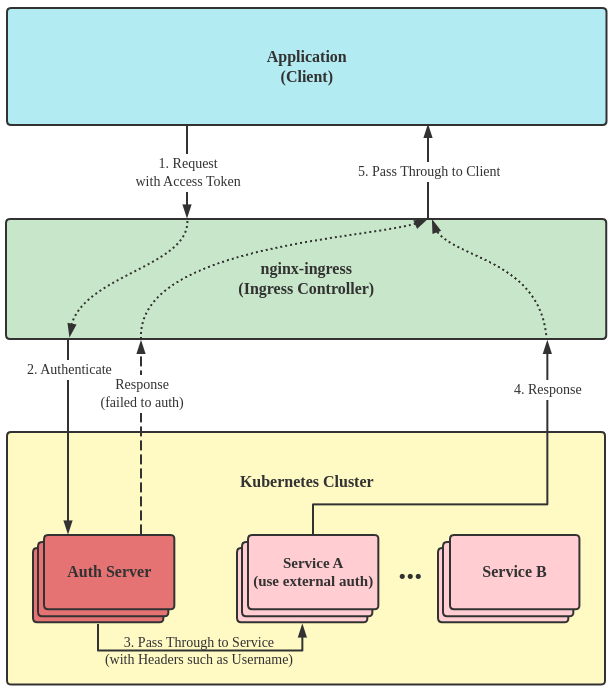 Application
(Client)
1. Request
with Access Token
5. Pass Through to Client
nginx-ingress
(Ingress Controller)
2. Authenticate
Response
(failed to auth)
4. Response
Kubernetes Cluster
Auth Server
Service A
(use external auth)
...
Service B
3. Pass Through to Service
(with Headers such as Username)